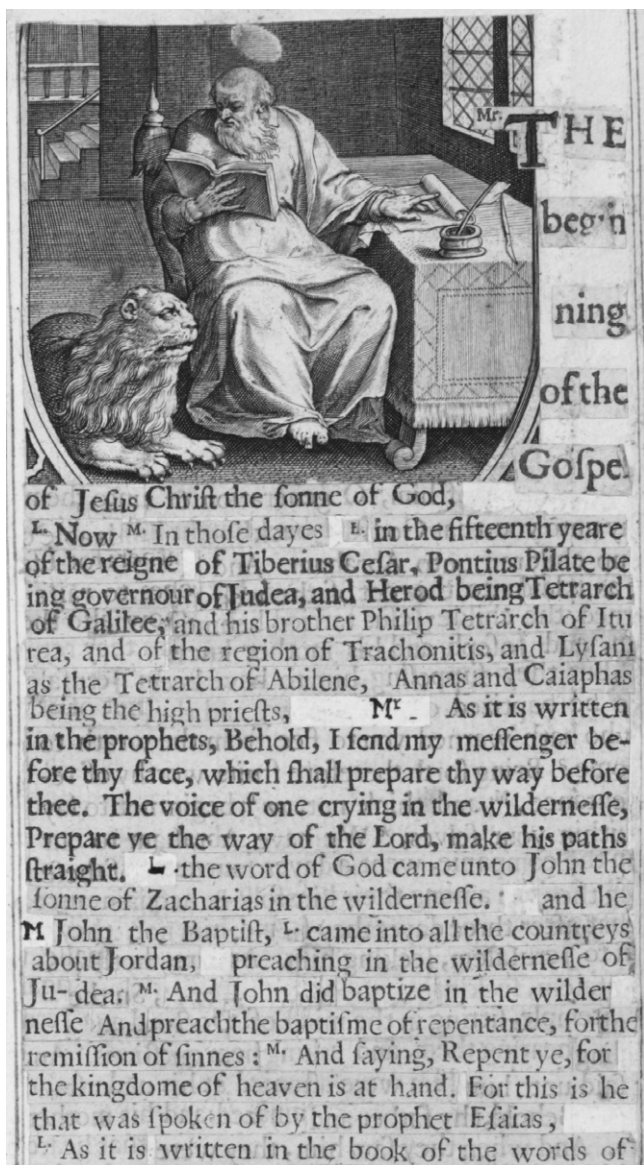 Mr. THE
begin
ning
of the
Goſpe
of Jeſus Chriſt the ſonne of God,
L. Now M. In thoſe dayes L. in the fifteenth yeare
of the reigne of Tiberius Ceſar, Pontius Pilate be
ing governour of Judea, and Herod being Tetrarch
of Galilee, and his brother Philip Tetrarch of Itu
rea, and of the region of Trachonitis, and Lyſani
as the Tetrarch of Abilene, Annas and Caiaphas
being the high prieſts, Mr. As it is written
in the prophets, Behold, I ſend my meſſenger be-
fore thy face, which ſhall prepare thy way before
thee. The voice of one crying in the wilderneſſe,
Prepare ye the way of the Lord, make his paths
ſtraight. L. the word of God came unto John the
ſonne of Zacharias in the wilderneſſe. and he
M John the Baptiſt, L. came into all the countreys
about Jordan, preaching in the wilderneſſe of
Ju- dea. M. And John did baptize in the wilder
neſſe And preach the baptiſme of repentance, for the
remiſſion of ſinnes : M. And ſaying, Repent ye, for
the kingdome of heaven is at hand. For this is he
that was ſpoken of by the prophet Eſaias,
L. As it is written in the book of the words of